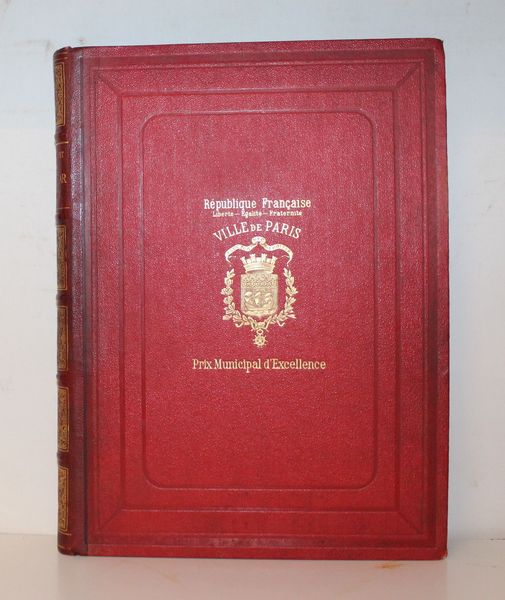 République Française
Liberté – Égalité – Fraternité
VILLE DE PARIS
Prix Municipal d'Excellence